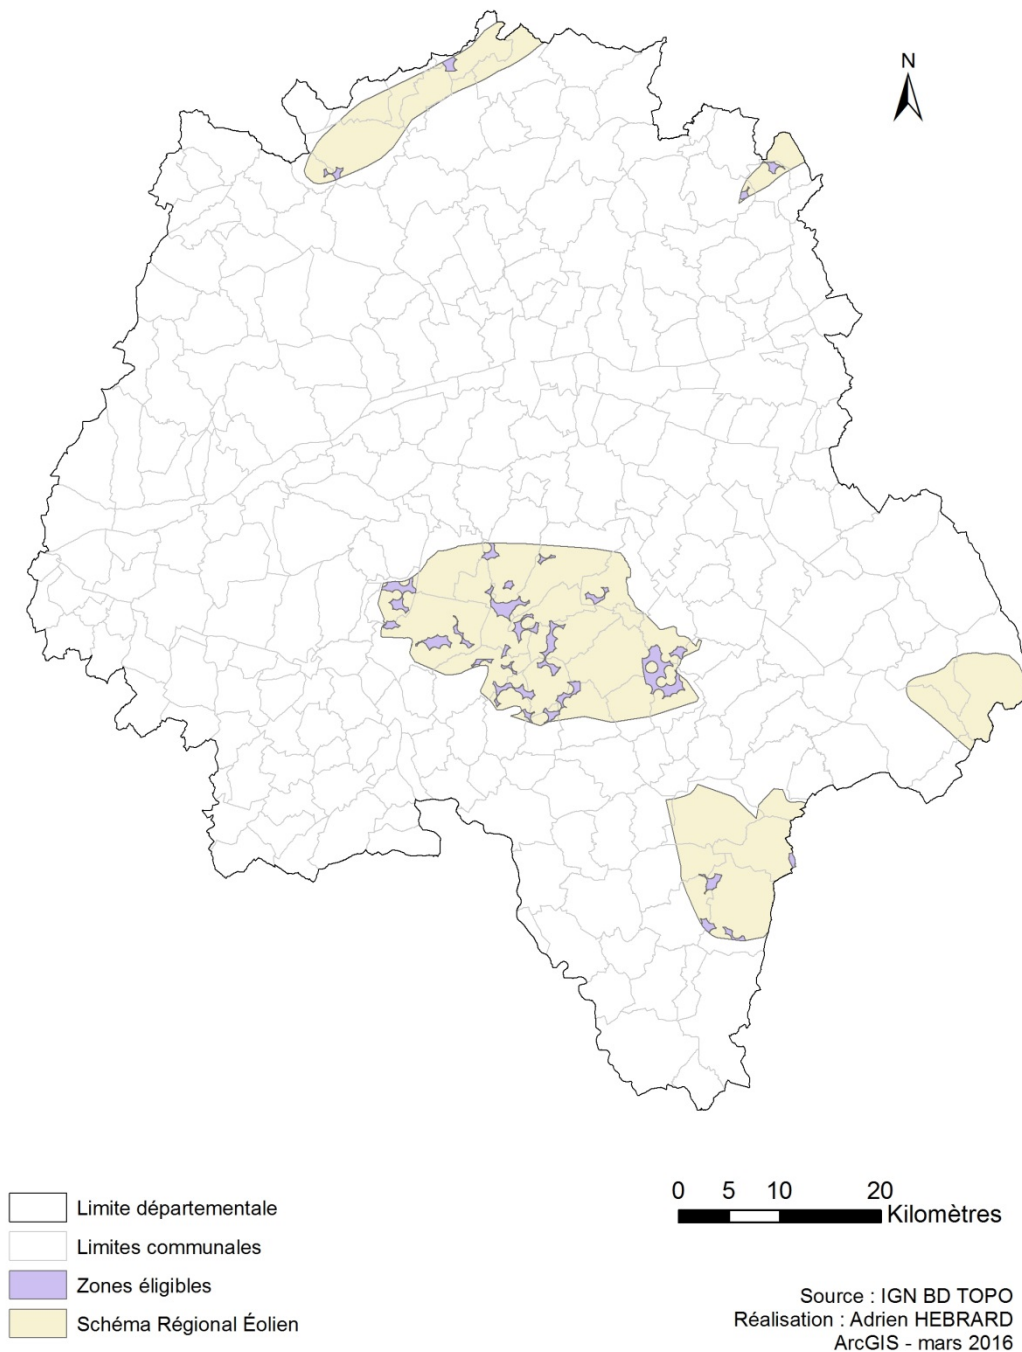 N
0 5 10 20
Kilomètres
Limite départementale
Limites communales
Zones éligibles
Schéma Régional Éolien
Source : IGN BD TOPO
Réalisation : Adrien HEBRARD
ArcGIS - mars 2016